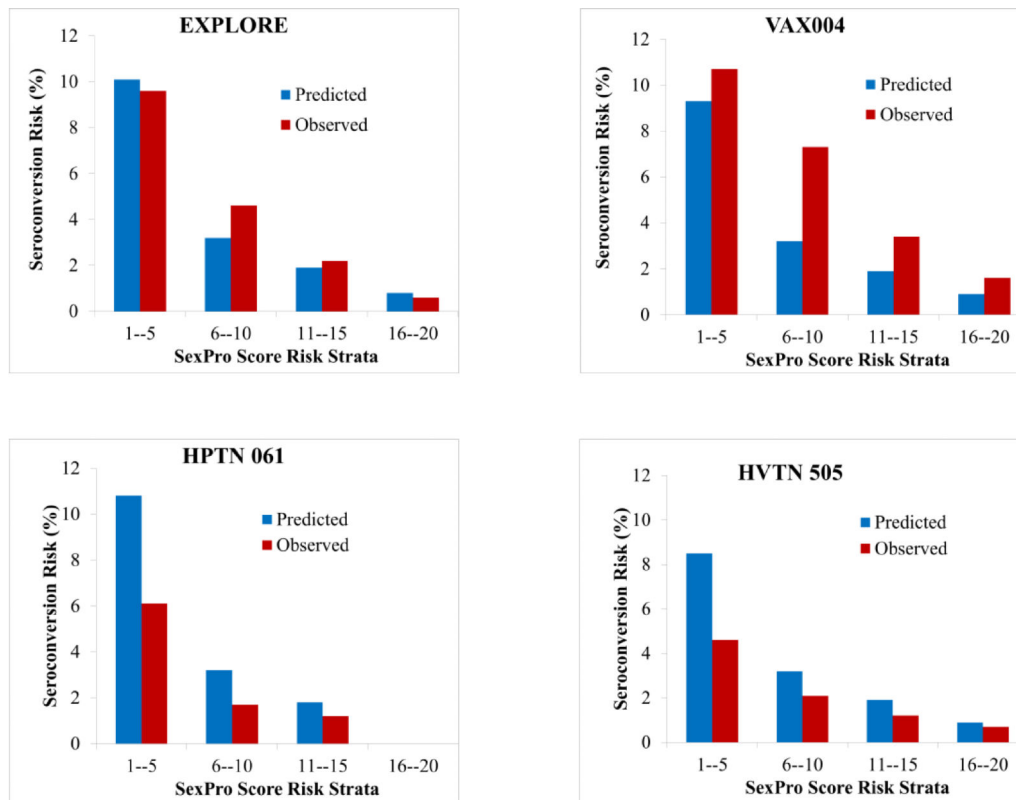 EXPLORE
12
10
8
6
4
2
0
Seroconversion Risk (%)
Predicted
Observed
1--5 6--10 11--15 16--20
SexPro Score Risk Strata
VAX004
12
10
8
6
4
2
0
Seroconversion Risk (%)
Predicted
Observed
1--5 6--10 11--15 16--20
SexPro Score Risk Strata
HPTN 061
12
10
8
6
4
2
0
Seroconversion Risk (%)
Predicted
Observed
1--5 6--10 11--15 16--20
SexPro Score Risk Strata
HVTN 505
12
10
8
6
4
2
0
Seroconversion Risk (%)
Predicted
Observed
1--5 6--10 11--15 16--20
SexPro Score Risk Strata